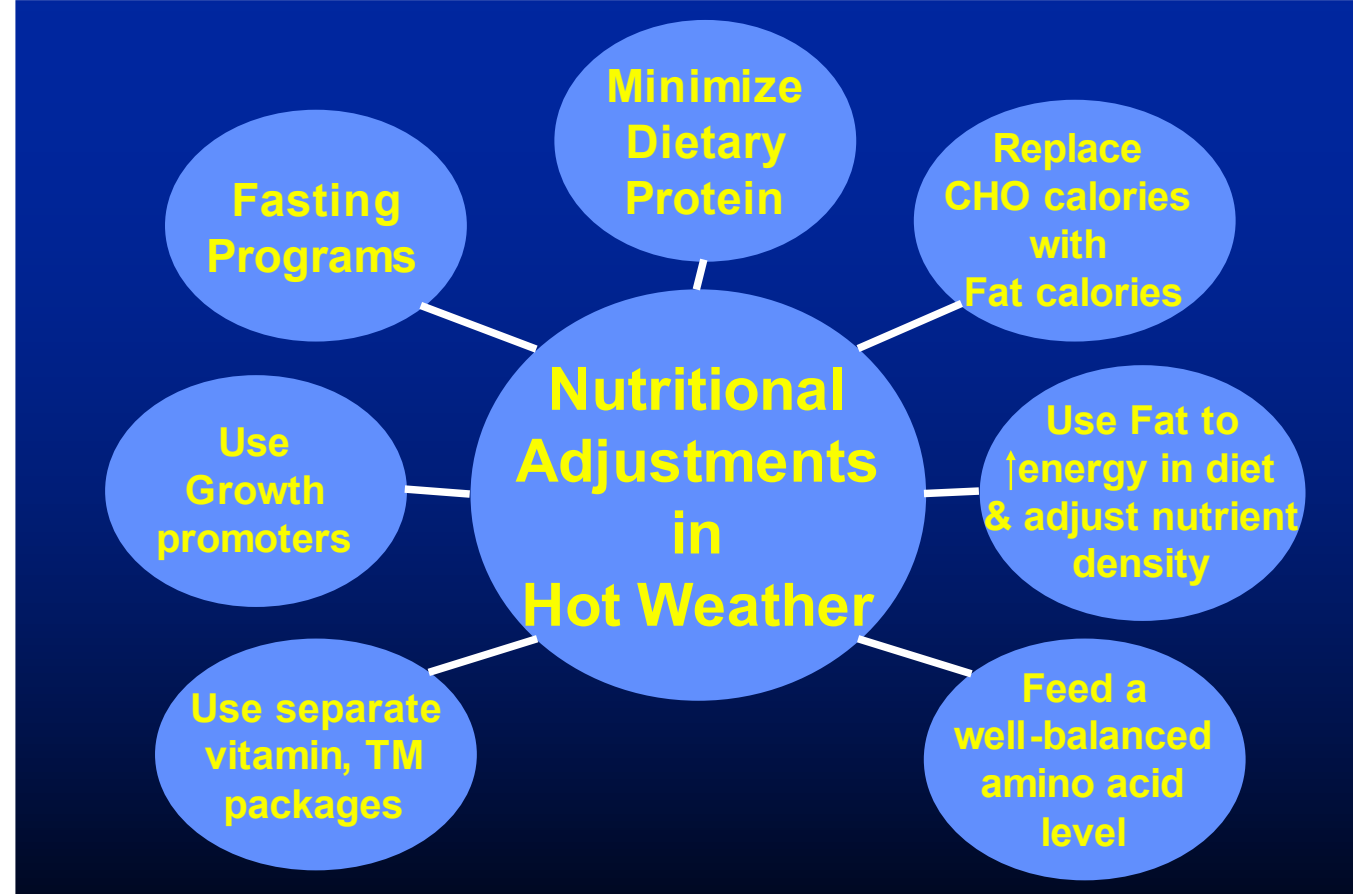 Minimize
Dietary
Protein
Replace
CHO calories
with
Fat calories
Fasting
Programs
Nutritional
Adjustments
in
Hot Weather
Use Fat to
↑energy in diet
& adjust nutrient
density
Use
Growth
promoters
Use separate
vitamin, TM
packages
Feed a
well-balanced
amino acid
level